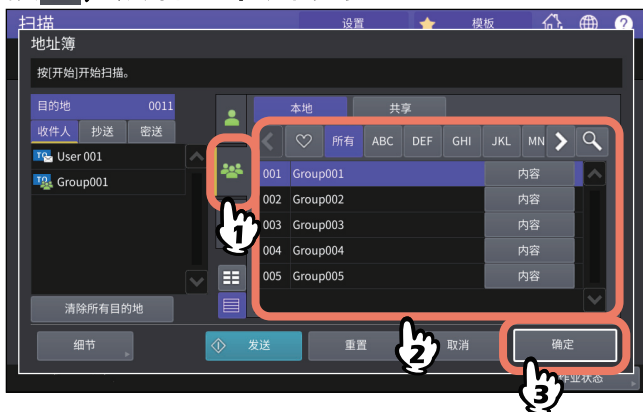 扫描 设置 模板
地址簿
按[开始]开始扫描。
目的地 0011
收件人 抄送 密送
User 001
Group001
清除所有目的地
本地 共享
所有 ABC DEF GHI JKL MN
001 Group001 内容
002 Group002 内容
003 Group003 内容
004 Group004 内容
005 Group005 内容
细节 发送 重置 取消 确定
作业状态
1
2
3